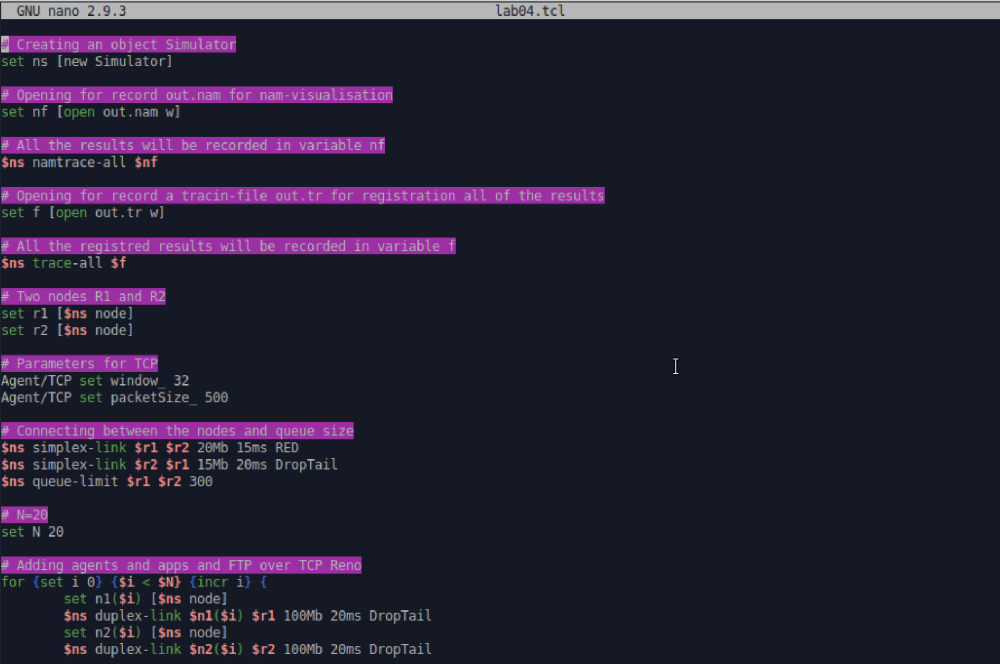 GNU nano 2.9.3 lab04.tcl
# Creating an object Simulator
set ns [new Simulator]
# Opening for record out.nam for nam-visualisation
set nf [open out.nam w]
# All the results will be recorded in variable nf
$ns namtrace-all $nf
# Opening for record a tracin-file out.tr for registration all of the results
set f [open out.tr w]
# All the registred results will be recorded in variable f
$ns trace-all $f
# Two nodes R1 and R2
set r1 [$ns node]
set r2 [$ns node]
# Parameters for TCP
Agent/TCP set window_ 32
Agent/TCP set packetSize_ 500
# Connecting between the nodes and queue size
$ns simplex-link $r1 $r2 20Mb 15ms RED
$ns simplex-link $r2 $r1 15Mb 20ms DropTail
$ns queue-limit $r1 $r2 300
# N=20
set N 20
# Adding agents and apps and FTP over TCP Reno
for {set i 0} {$i < $N} {incr i} {
        set n1($i) [$ns node]
        $ns duplex-link $n1($i) $r1 100Mb 20ms DropTail
        set n2($i) [$ns node]
        $ns duplex-link $n2($i) $r2 100Mb 20ms DropTail